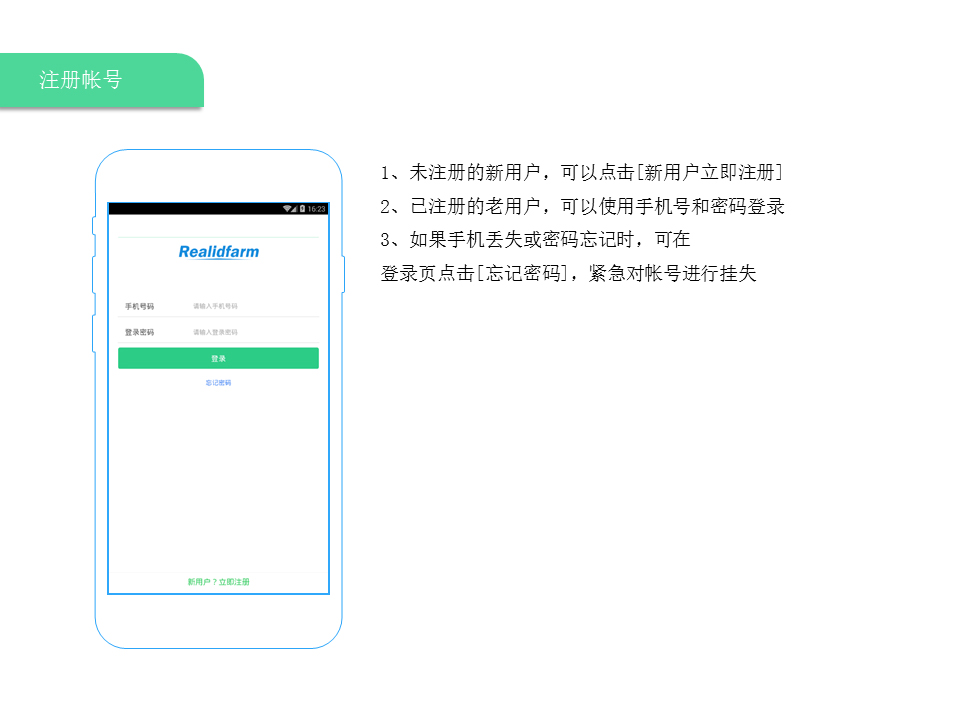 注册帐号
1、未注册的新用户，可以点击[新用户立即注册]
2、已注册的老用户，可以使用手机号和密码登录
3、如果手机丢失或密码忘记时，可在
登录页点击[忘记密码]，紧急对帐号进行挂失
16:23
Realidfarm
手机号码 请输入手机号码
登录密码 请输入登录密码
登录
忘记密码
新用户？立即注册